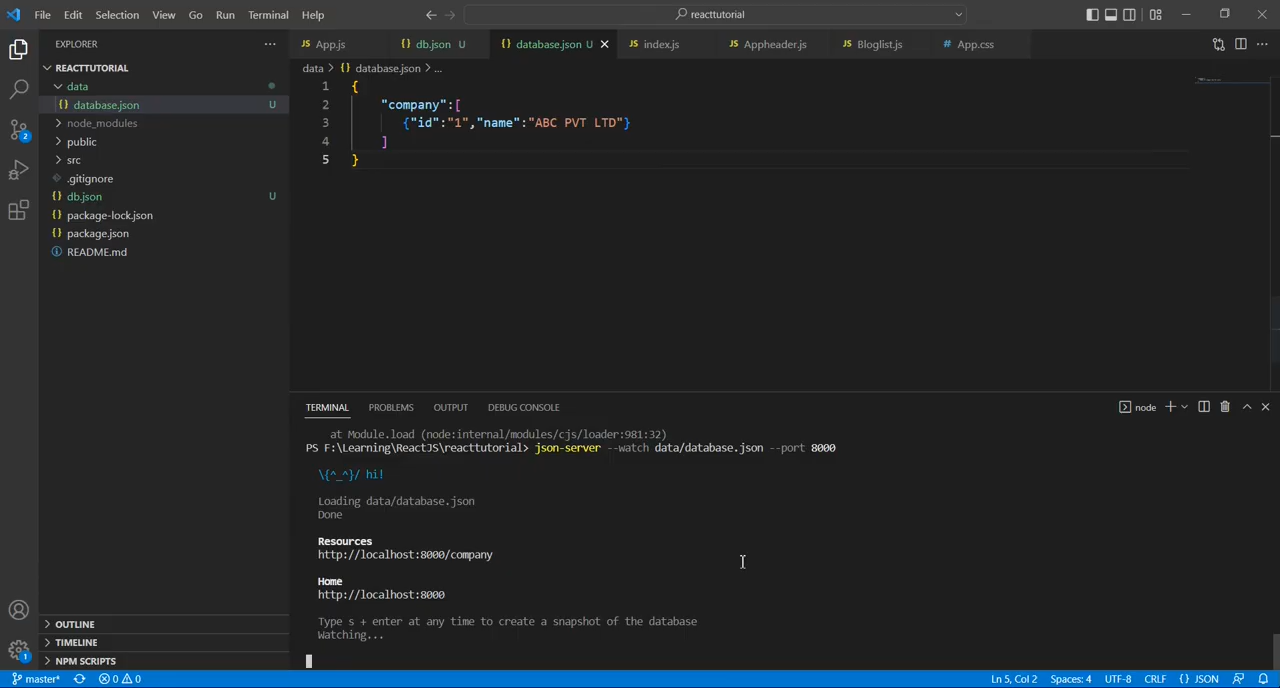 File Edit Selection View Go Run Terminal Help
reacttutorial
EXPLORER
REACTTUTORIAL
data
{} database.json U
node_modules
public
src
.gitignore
{} db.json U
package-lock.json
package.json
README.md
OUTLINE
TIMELINE
NPM SCRIPTS
JS App.js {} db.json U {} database.json U JS index.js JS Appheader.js JS Bloglist.js # App.css
data > {} database.json > ...
1 {
2 "company":[
3 {"id":"1","name":"ABC PVT LTD"}
4 ]
5 }
TERMINAL PROBLEMS OUTPUT DEBUG CONSOLE
node
at Module.load (node:internal/modules/cjs/loader:981:32)
PS F:\Learning\ReactJS\reacttutorial> json-server --watch data/database.json --port 8000
\{^_^}/ hi!
Loading data/database.json
Done
Resources
http://localhost:8000/company
Home
http://localhost:8000
Type s + enter at any time to create a snapshot of the database
Watching...
2
1
master* 0 0 Ln 5, Col 2 Spaces: 4 UTF-8 CRLF {} JSON